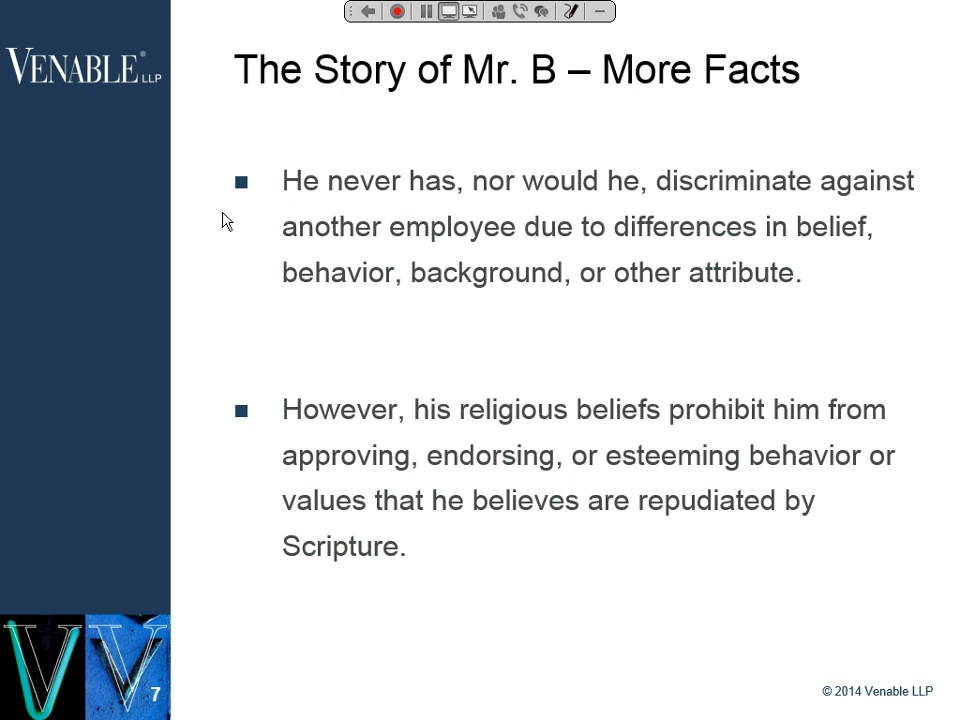 VENABLE® LLP
The Story of Mr. B – More Facts
He never has, nor would he, discriminate against
another employee due to differences in belief,
behavior, background, or other attribute.
However, his religious beliefs prohibit him from
approving, endorsing, or esteeming behavior or
values that he believes are repudiated by
Scripture.
V V
7
© 2014 Venable LLP